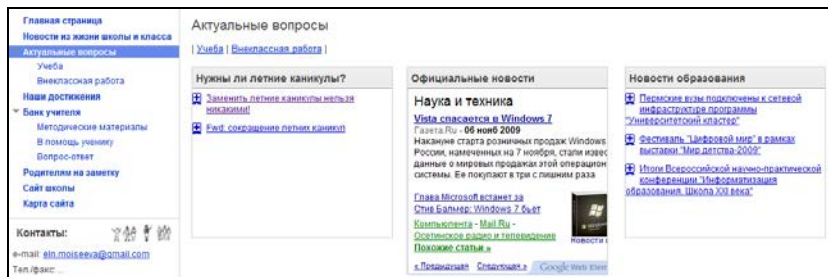 Главная страница
Новости из жизни школы и класса
Актуальные вопросы
Учеба
Внеклассная работа
Наши достижения
Банк учителя
Методические материалы
В помощь ученику
Вопрос-ответ
Родителям на заметку
Сайт школы
Карта сайта
Контакты:
e-mail: eln.moiseeva@gmail.com
Тел./факс: ...
Актуальные вопросы
| Учеба | Внеклассная работа |
Нужны ли летние каникулы?
Заменить летние каникулы нельзя
никакими!
Fwd: сокращение летних каникул
Официальные новости
Наука и техника
Vista спасается в Windows 7
Газета.Ru - 06 нояб 2009
Накануне старта розничных продаж Windows
России, намеченных на 7 ноября, стали извес
данные о мировых продажах этой операцион
системы. Ее покупают в три с лишним раза
Глава Microsoft встанет за
Стив Балмер: Windows 7 бьет
Компьюлента - Mail.Ru -
Осетинское радио и телевидение
Похожие статьи »
Новости с
« Предыдущая Следующая » Google Web Elem
Новости образования
Пермские вузы подключены к сетевой
инфраструктуре программы
"Университетский кластер"
Фестиваль "Цифровой мир" в рамках
выставки "Мир детства-2009"
Итоги Всероссийской научно-практической
конференции "Информатизация
образования. Школа XXI века"